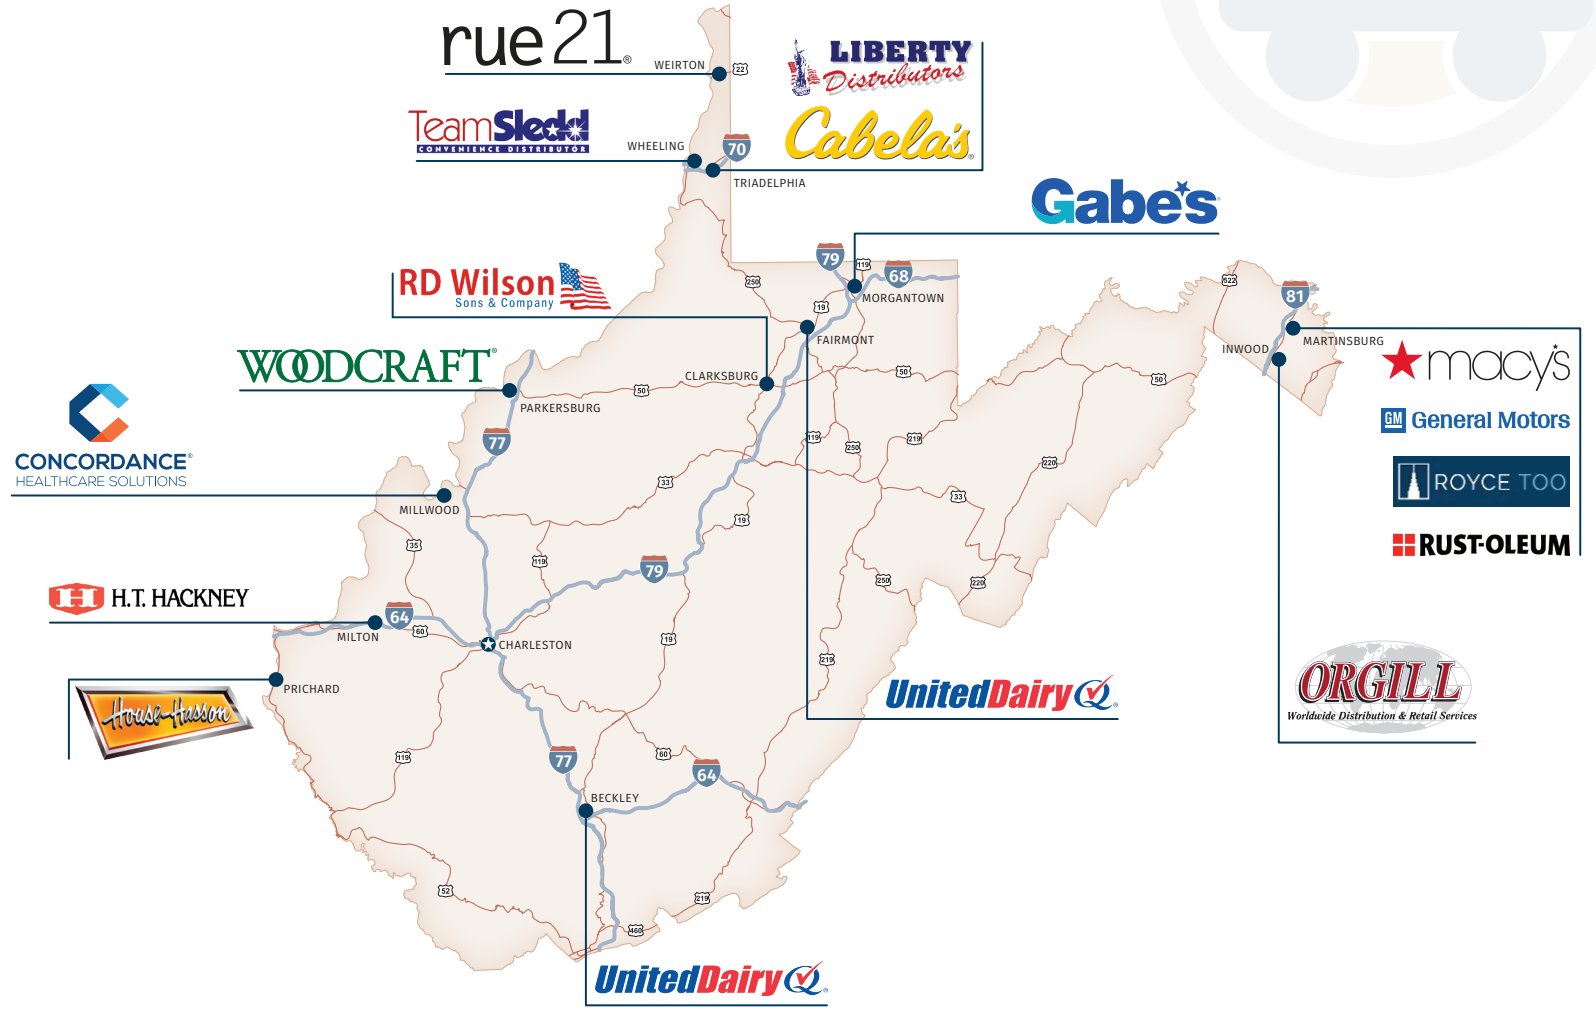 rue21®
WEIRTON
22
LIBERTY
Distributors
Team Sledd
CONVENIENCE DISTRIBUTOR
WHEELING
70
Cabela's®
TRIADELPHIA
Gabe's
79
119
68
MORGANTOWN
RD Wilson
Sons & Company
250
19
FAIRMONT
522
81
MARTINSBURG
INWOOD
macy's
WOODCRAFT®
CLARKSBURG
50
50
50
PARKERSBURG
GM General Motors
77
119
250
219
220
CONCORDANCE®
HEALTHCARE SOLUTIONS
33
33
ROYCE TOO
MILLWOOD
19
35
119
79
RUST-OLEUM
250
220
H.T. HACKNEY
64
60
MILTON
CHARLESTON
19
219
PRICHARD
House-Hasson
UnitedDairy®
ORGILL
Worldwide Distribution & Retail Services
119
77
60
64
BECKLEY
52
219
460
UnitedDairy®